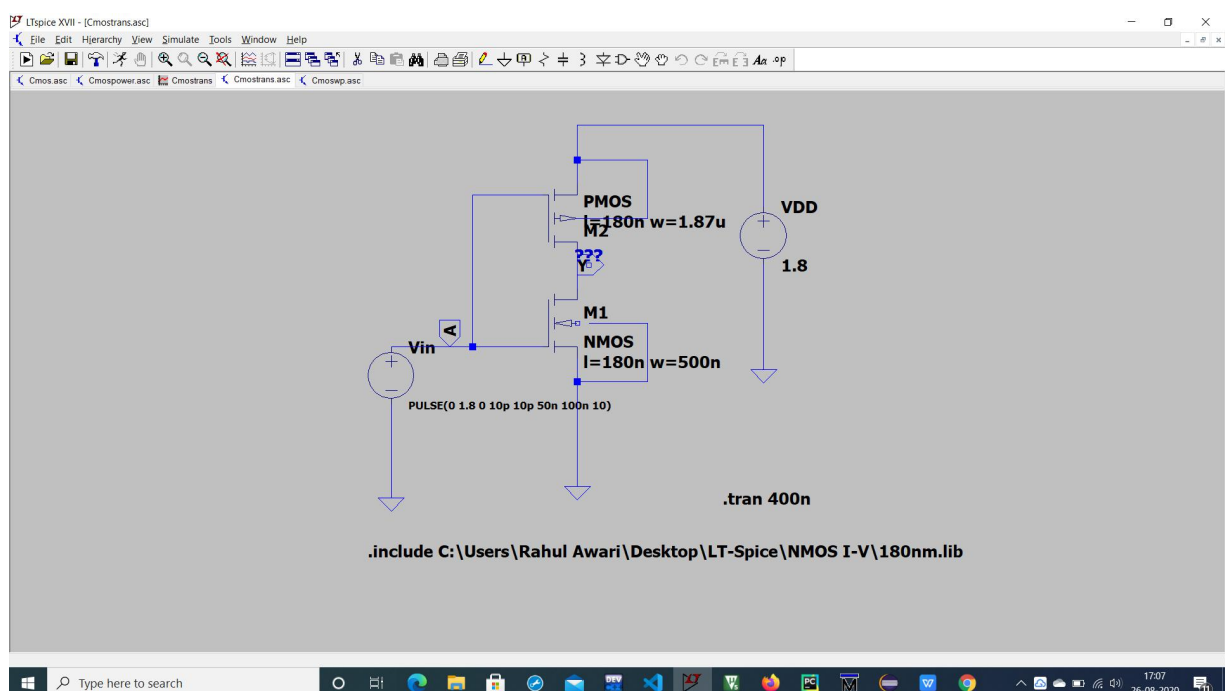 LTspice XVII - [Cmostrans.asc]
File Edit Hierarchy View Simulate Tools Window Help
Cmos.asc Cmospower.asc Cmostrans Cmostrans.asc Cmoswp.asc
PMOS
l=180n w=1.87u
M2
VDD
1.8
???
Y
M1
NMOS
l=180n w=500n
A
Vin
PULSE(0 1.8 0 10p 10p 50n 100n 10)
.tran 400n
.include C:\Users\Rahul Awari\Desktop\LT-Spice\NMOS I-V\180nm.lib
Type here to search
17:07
26-08-2020